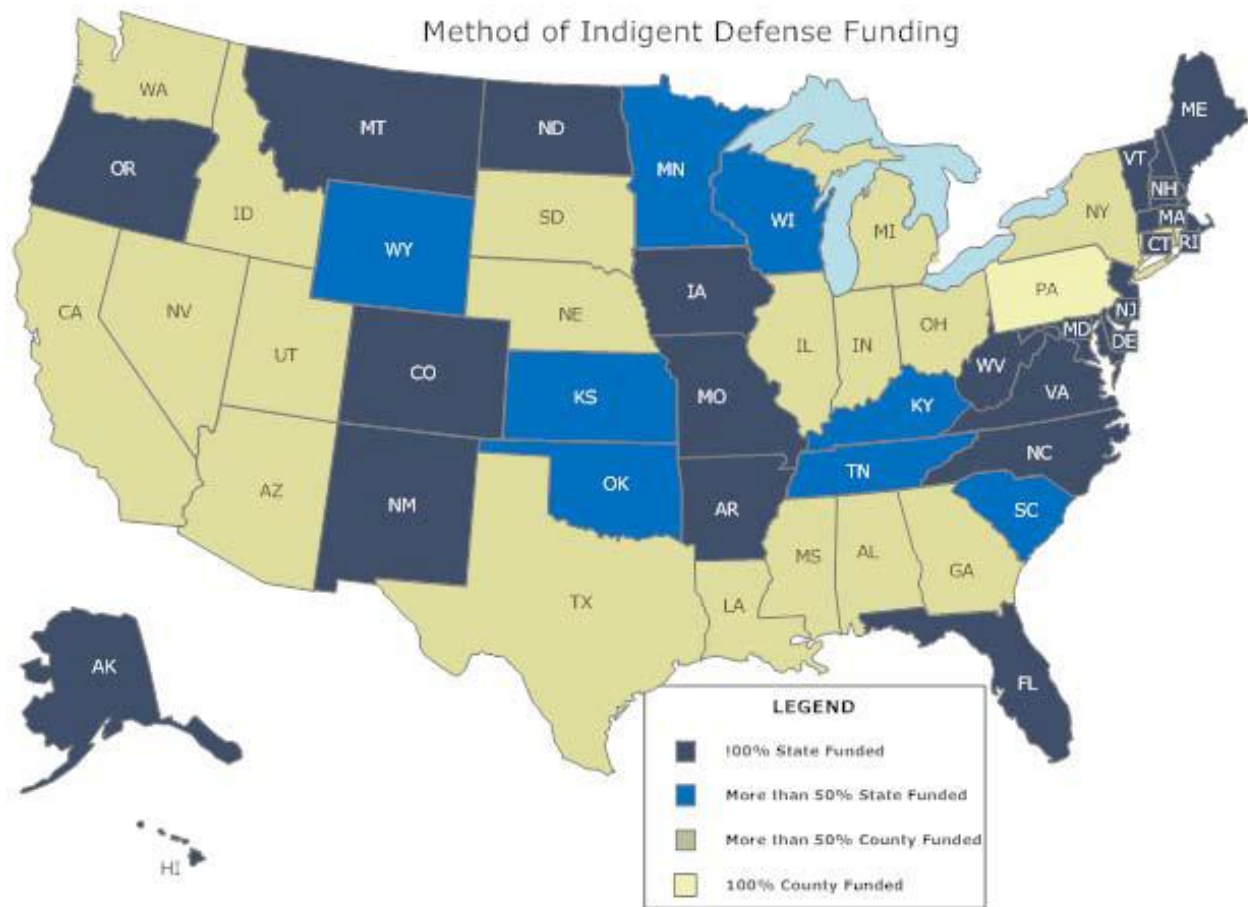 Method of Indigent Defense Funding
WA
MT
ND
ME
OR
MN
VT
ID
SD
WI
NH
WY
MI
NY
MA
CT RI
IA
PA
CA
NV
NE
NJ
UT
IL
IN
OH
MD
DE
CO
WV
KS
MO
KY
VA
NC
TN
AZ
OK
NM
AR
SC
MS
AL
GA
TX
LA
AK
FL
HI
LEGEND
!00% State Funded
More than 50% State Funded
More than 50% County Funded
100% County Funded